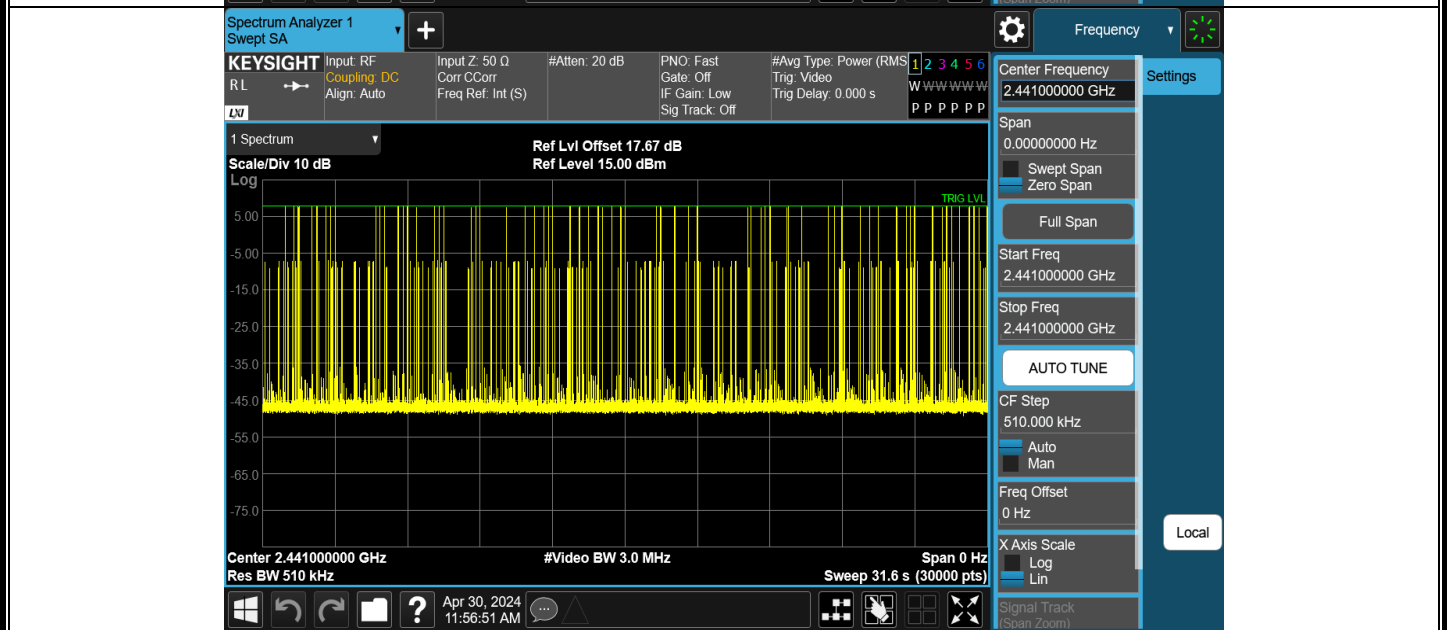 (Span Zoom)
Spectrum Analyzer 1
Swept SA
+
Frequency
KEYSIGHT
RL
LXI
Input: RF
Coupling: DC
Align: Auto
Input Z: 50 Ω
Corr CCorr
Freq Ref: Int (S)
#Atten: 20 dB
PNO: Fast
Gate: Off
IF Gain: Low
Sig Track: Off
#Avg Type: Power (RMS
Trig: Video
Trig Delay: 0.000 s
1 2 3 4 5 6
W W W W W W
P P P P P P
1 Spectrum
Scale/Div 10 dB
Log
Ref Lvl Offset 17.67 dB
Ref Level 15.00 dBm
TRIG LVL
5.00
-5.00
-15.0
-25.0
-35.0
-45.0
-55.0
-65.0
-75.0
Center 2.441000000 GHz
#Video BW 3.0 MHz
Span 0 Hz
Res BW 510 kHz
Sweep 31.6 s (30000 pts)
?
Apr 30, 2024
11:56:51 AM
Center Frequency
2.441000000 GHz
Settings
Span
0.00000000 Hz
Swept Span
Zero Span
Full Span
Start Freq
2.441000000 GHz
Stop Freq
2.441000000 GHz
AUTO TUNE
CF Step
510.000 kHz
Auto
Man
Freq Offset
0 Hz
X Axis Scale
Log
Lin
Local
Signal Track
(Span Zoom)